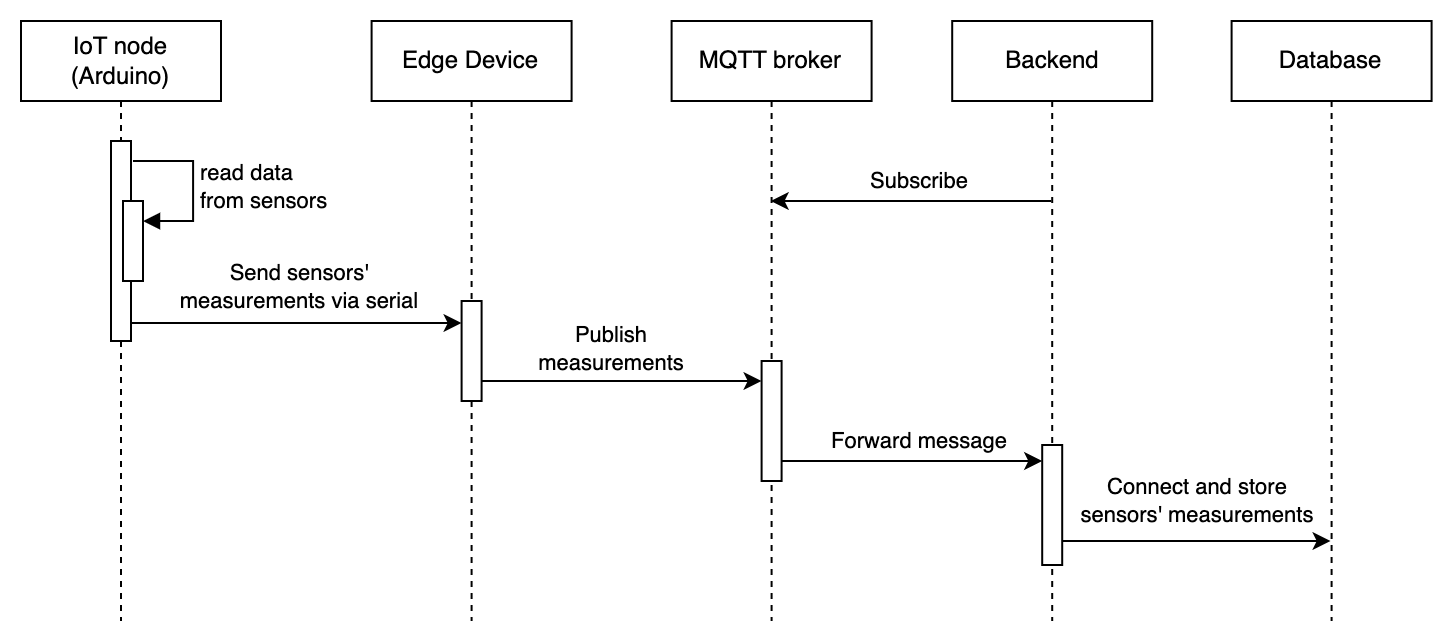 IoT node
(Arduino)
Edge Device
MQTT broker
Backend
Database
read data
from sensors
Subscribe
Send sensors'
measurements via serial
Publish
measurements
Forward message
Connect and store
sensors' measurements